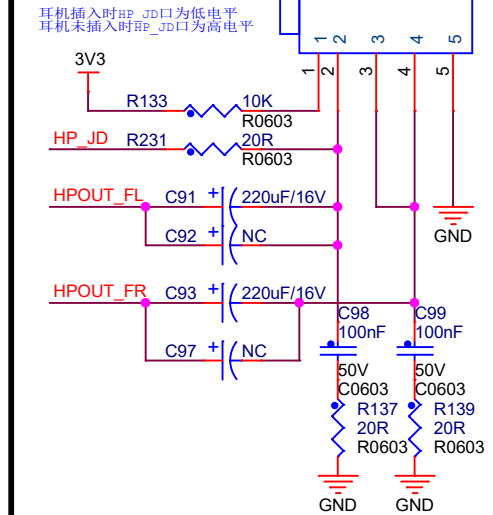 耳机插入时HP_JD口为低电平
耳机未插入时HP_JD口为高电平
1 2 3 4 5
1 2 3 4 5
3V3
R133 10K
R0603
HP_JD R231 20R
R0603
HPOUT_FL C91 + 220uF/16V
C92 + NC
GND
HPOUT_FR C93 + 220uF/16V
C98 C99
100nF 100nF
C97 + NC
50V 50V
C0603 C0603
R137 R139
20R 20R
R0603 R0603
GND GND